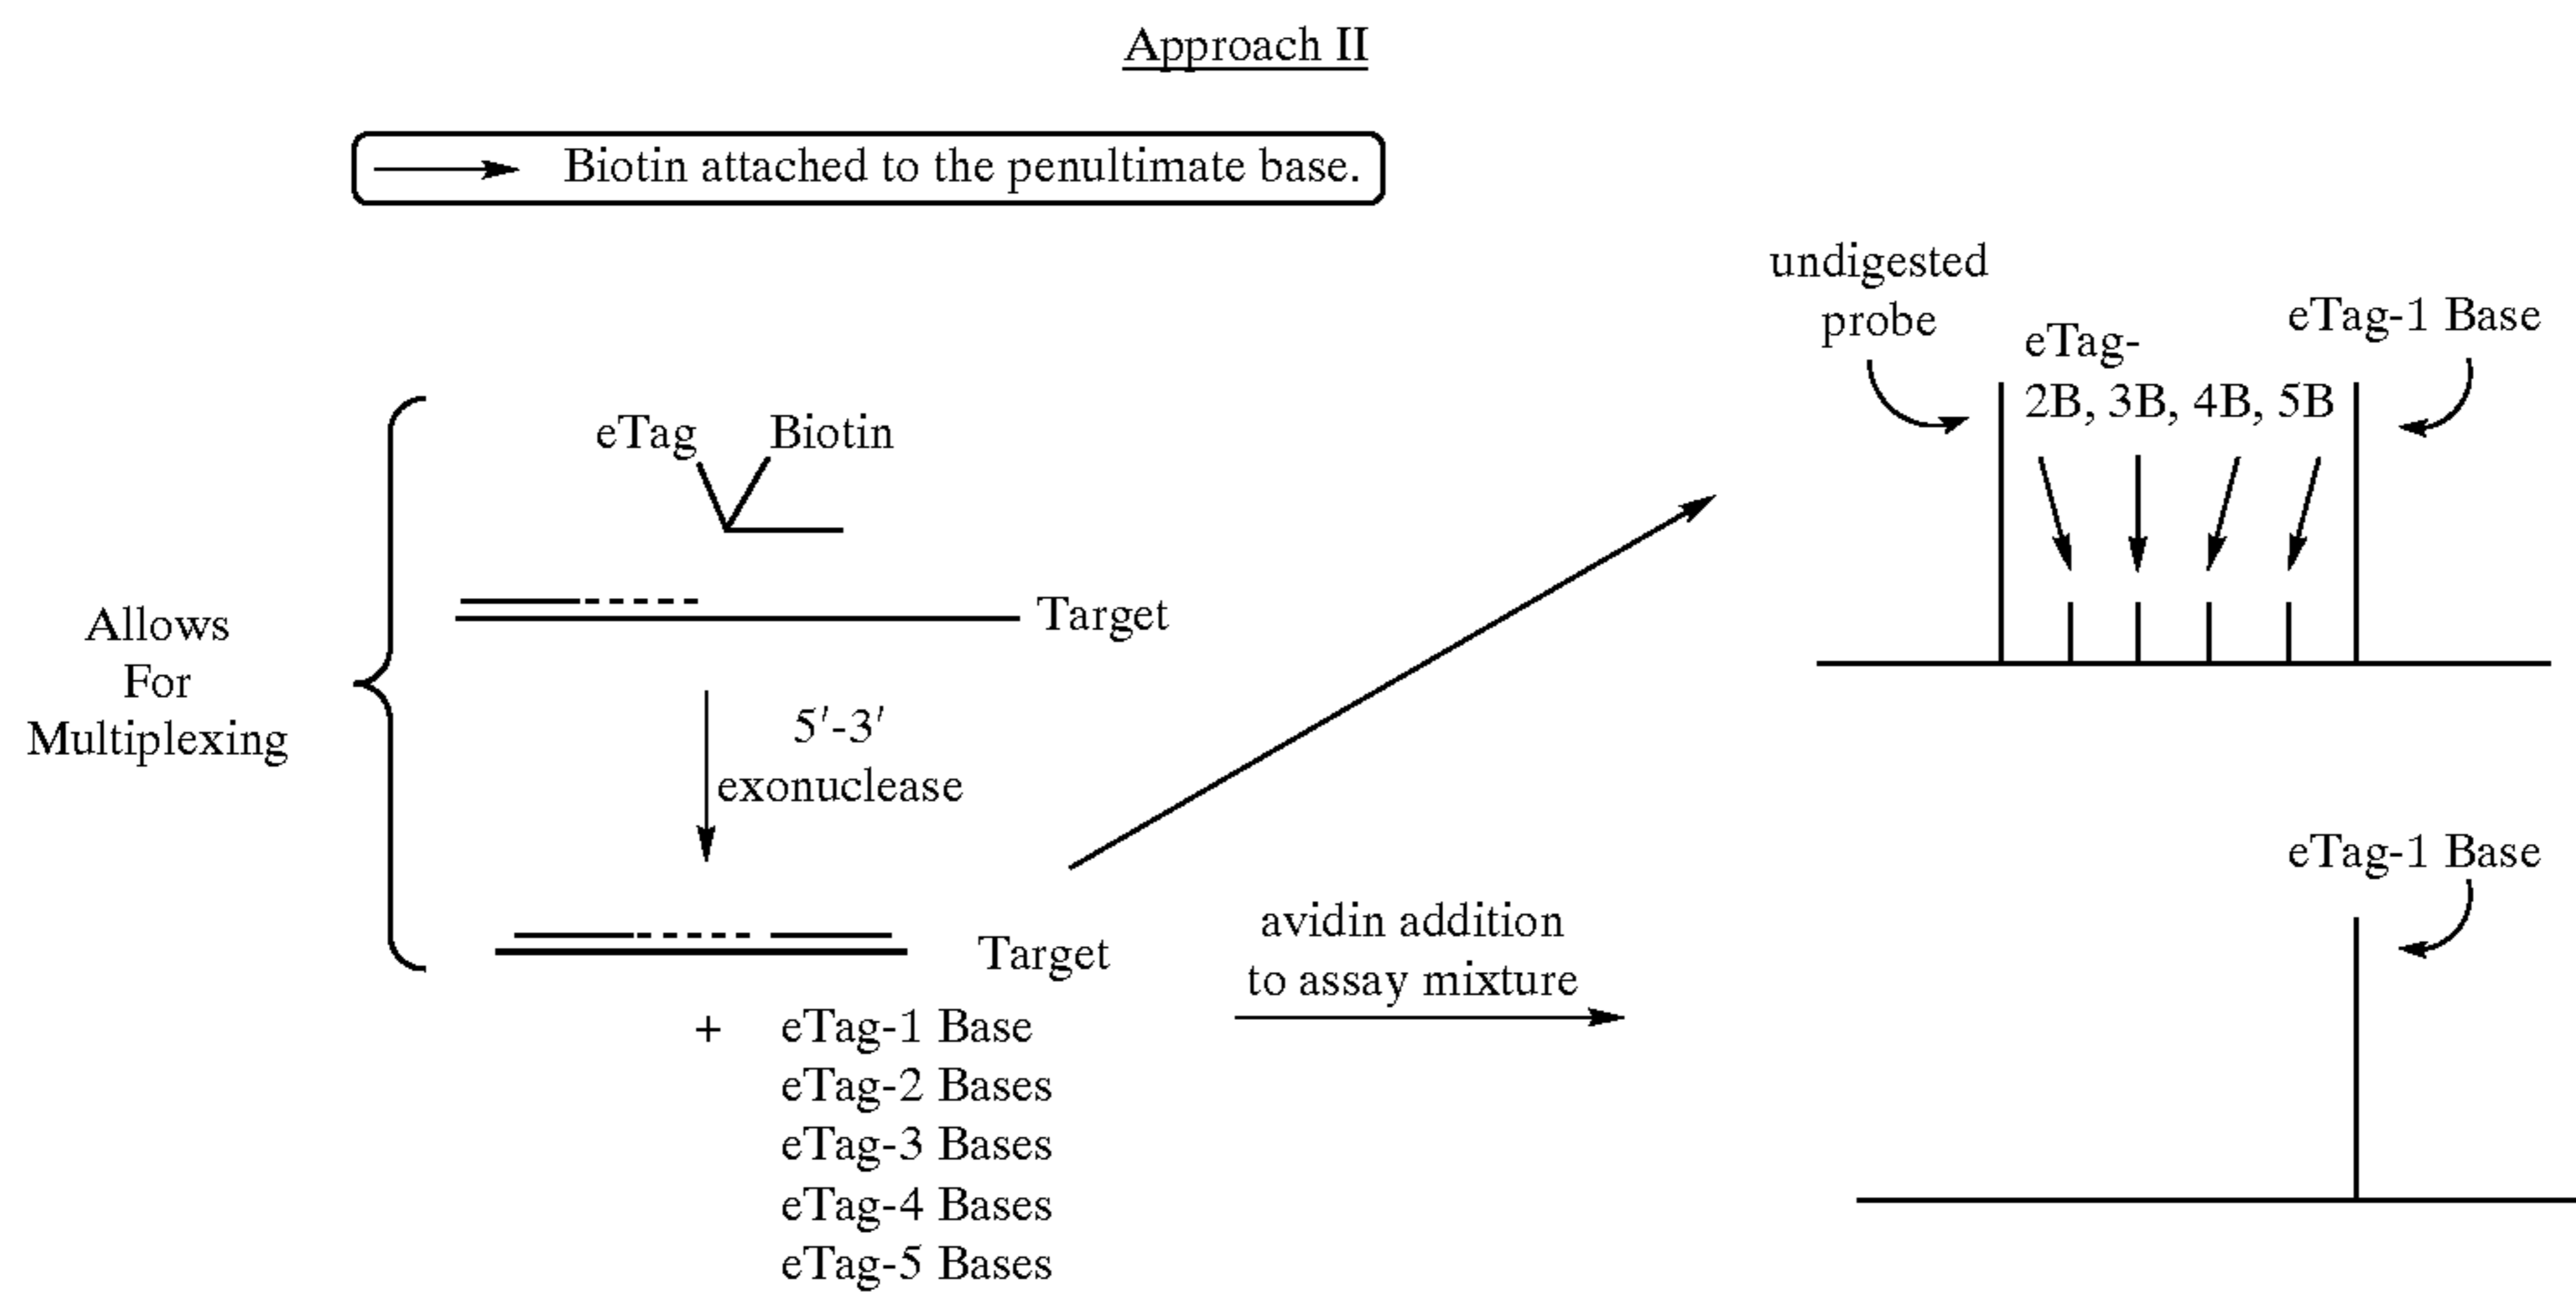 Approach II
Biotin attached to the penultimate base.
undigested
probe
eTag-
2B, 3B, 4B, 5B
eTag-1 Base
eTag Biotin
Target
Allows
For
Multiplexing
5'-3'
exonuclease
Target
+ eTag-1 Base
eTag-2 Bases
eTag-3 Bases
eTag-4 Bases
eTag-5 Bases
avidin addition
to assay mixture
eTag-1 Base